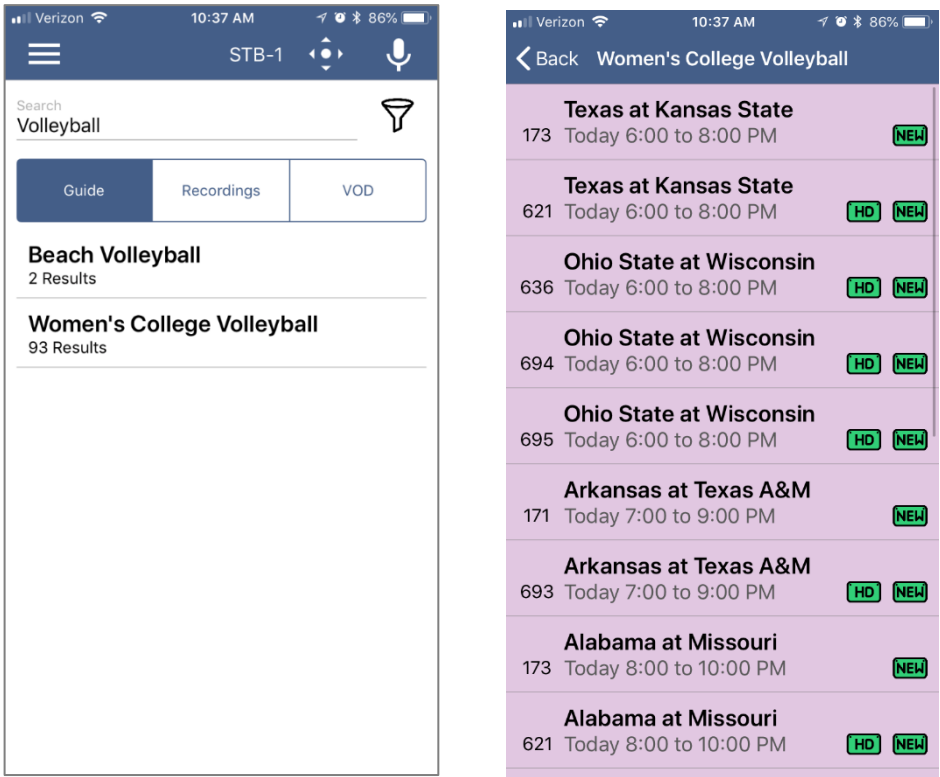 Verizon 10:37 AM 86%
STB-1
Search
Volleyball
Guide Recordings VOD
Beach Volleyball
2 Results
Women's College Volleyball
93 Results
Verizon 10:37 AM 86%
Back Women's College Volleyball
Texas at Kansas State
173 Today 6:00 to 8:00 PM NEW
Texas at Kansas State
621 Today 6:00 to 8:00 PM HD NEW
Ohio State at Wisconsin
636 Today 6:00 to 8:00 PM HD NEW
Ohio State at Wisconsin
694 Today 6:00 to 8:00 PM HD NEW
Ohio State at Wisconsin
695 Today 6:00 to 8:00 PM HD NEW
Arkansas at Texas A&M
171 Today 7:00 to 9:00 PM NEW
Arkansas at Texas A&M
693 Today 7:00 to 9:00 PM HD NEW
Alabama at Missouri
173 Today 8:00 to 10:00 PM NEW
Alabama at Missouri
621 Today 8:00 to 10:00 PM HD NEW